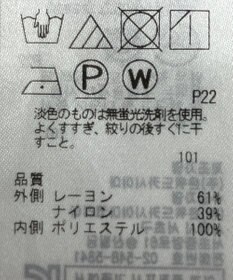 P W
P22
淡色のものは無蛍光洗剤を使用。
よくすすぎ、絞りの後すぐに干
すこと。
101
品質
外側 レーヨン 61%
ナイロン 39%
内側 ポリエステル 100%